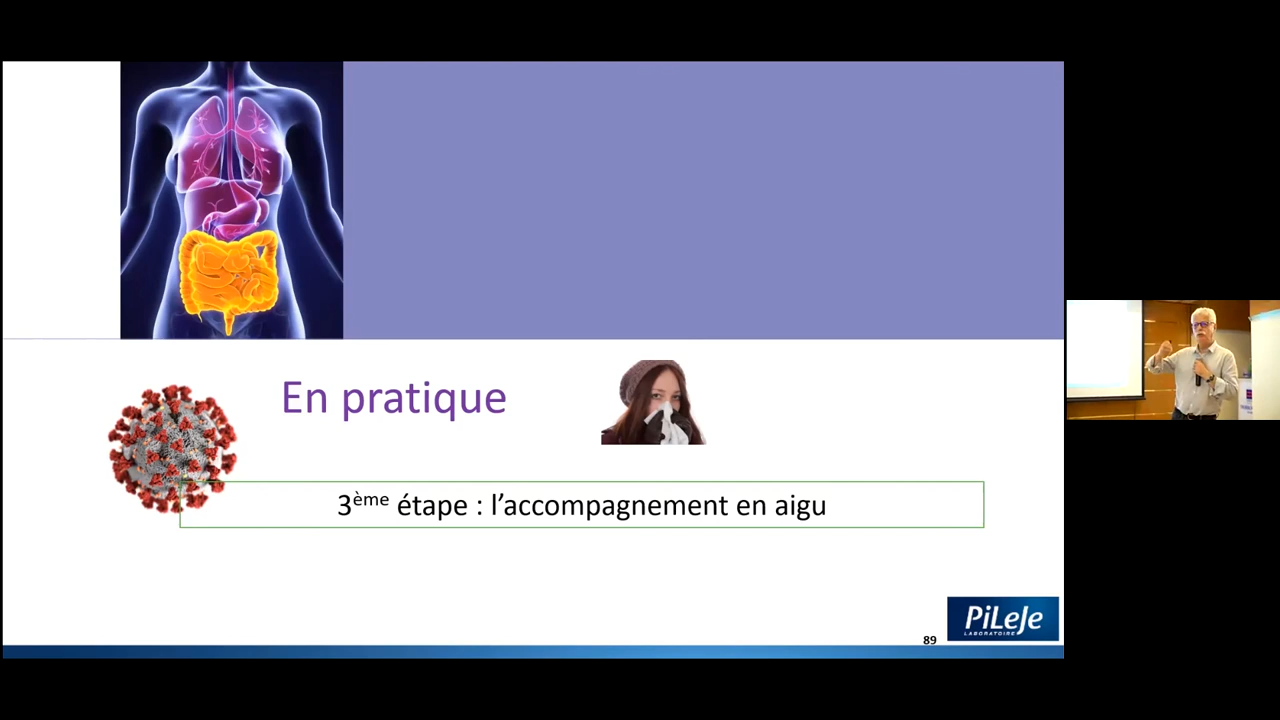 En pratique
3ème étape : l’accompagnement en aigu
PiLeJe
LABORATOIRE
89